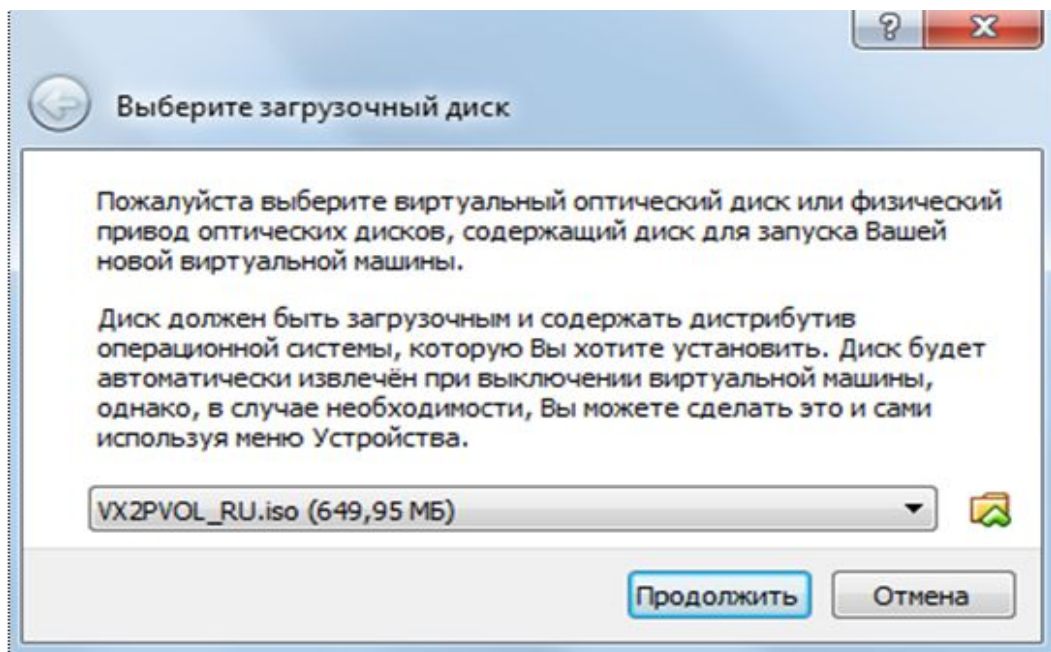 Выберите загрузочный диск
Пожалуйста выберите виртуальный оптический диск или физический
привод оптических дисков, содержащий диск для запуска Вашей
новой виртуальной машины.
Диск должен быть загрузочным и содержать дистрибутив
операционной системы, которую Вы хотите установить. Диск будет
автоматически извлечён при выключении виртуальной машины,
однако, в случае необходимости, Вы можете сделать это и сами
используя меню Устройства.
VX2PVOL_RU.iso (649,95 МБ)
Продолжить
Отмена